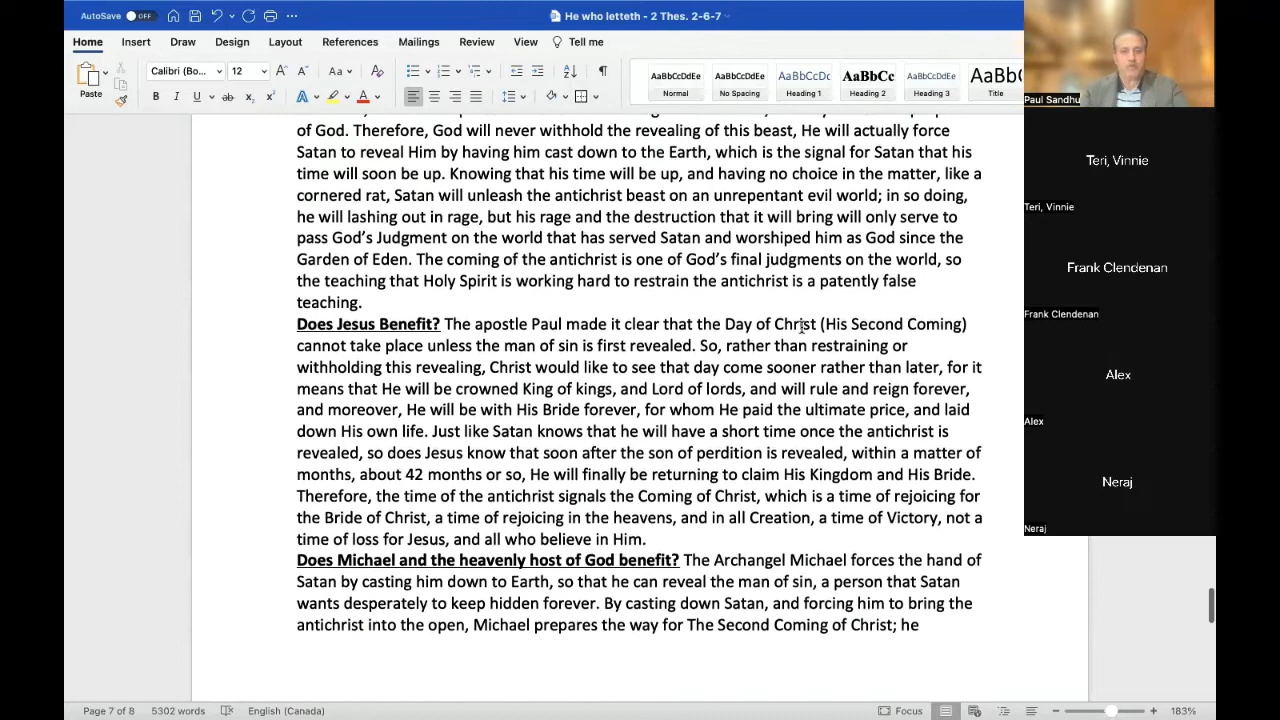 AutoSave OFF
He who letteth - 2 Thes. 2-6-7
Home Insert Draw Design Layout References Mailings Review View Tell me
Paste
Calibri (Bo... 12
AaBbCcDdEe Normal
AaBbCcDdEe No Spacing
AaBbCcDc Heading 1
AaBbCc Heading 2
AaBbCcDdEe Heading 3
AaBb( Title
of God. Therefore, God will never withhold the revealing of this beast, He will actually force
Satan to reveal Him by having him cast down to the Earth, which is the signal for Satan that his
time will soon be up. Knowing that his time will be up, and having no choice in the matter, like a
cornered rat, Satan will unleash the antichrist beast on an unrepentant evil world; in so doing,
he will lashing out in rage, but his rage and the destruction that it will bring will only serve to
pass God's Judgment on the world that has served Satan and worshiped him as God since the
Garden of Eden. The coming of the antichrist is one of God's final judgments on the world, so
the teaching that Holy Spirit is working hard to restrain the antichrist is a patently false
teaching.
Does Jesus Benefit? The apostle Paul made it clear that the Day of Christ (His Second Coming)
cannot take place unless the man of sin is first revealed. So, rather than restraining or
withholding this revealing, Christ would like to see that day come sooner rather than later, for it
means that He will be crowned King of kings, and Lord of lords, and will rule and reign forever,
and moreover, He will be with His Bride forever, for whom He paid the ultimate price, and laid
down His own life. Just like Satan knows that he will have a short time once the antichrist is
revealed, so does Jesus know that soon after the son of perdition is revealed, within a matter of
months, about 42 months or so, He will finally be returning to claim His Kingdom and His Bride.
Therefore, the time of the antichrist signals the Coming of Christ, which is a time of rejoicing for
the Bride of Christ, a time of rejoicing in the heavens, and in all Creation, a time of Victory, not a
time of loss for Jesus, and all who believe in Him.
Does Michael and the heavenly host of God benefit? The Archangel Michael forces the hand of
Satan by casting him down to Earth, so that he can reveal the man of sin, a person that Satan
wants desperately to keep hidden forever. By casting down Satan, and forcing him to bring the
antichrist into the open, Michael prepares the way for The Second Coming of Christ; he
Page 7 of 8 5302 words English (Canada) Focus 183%
Paul Sandhu
Teri, Vinnie
Teri, Vinnie
Frank Clendenan
Frank Clendenan
Alex
Alex
Neraj
Neraj